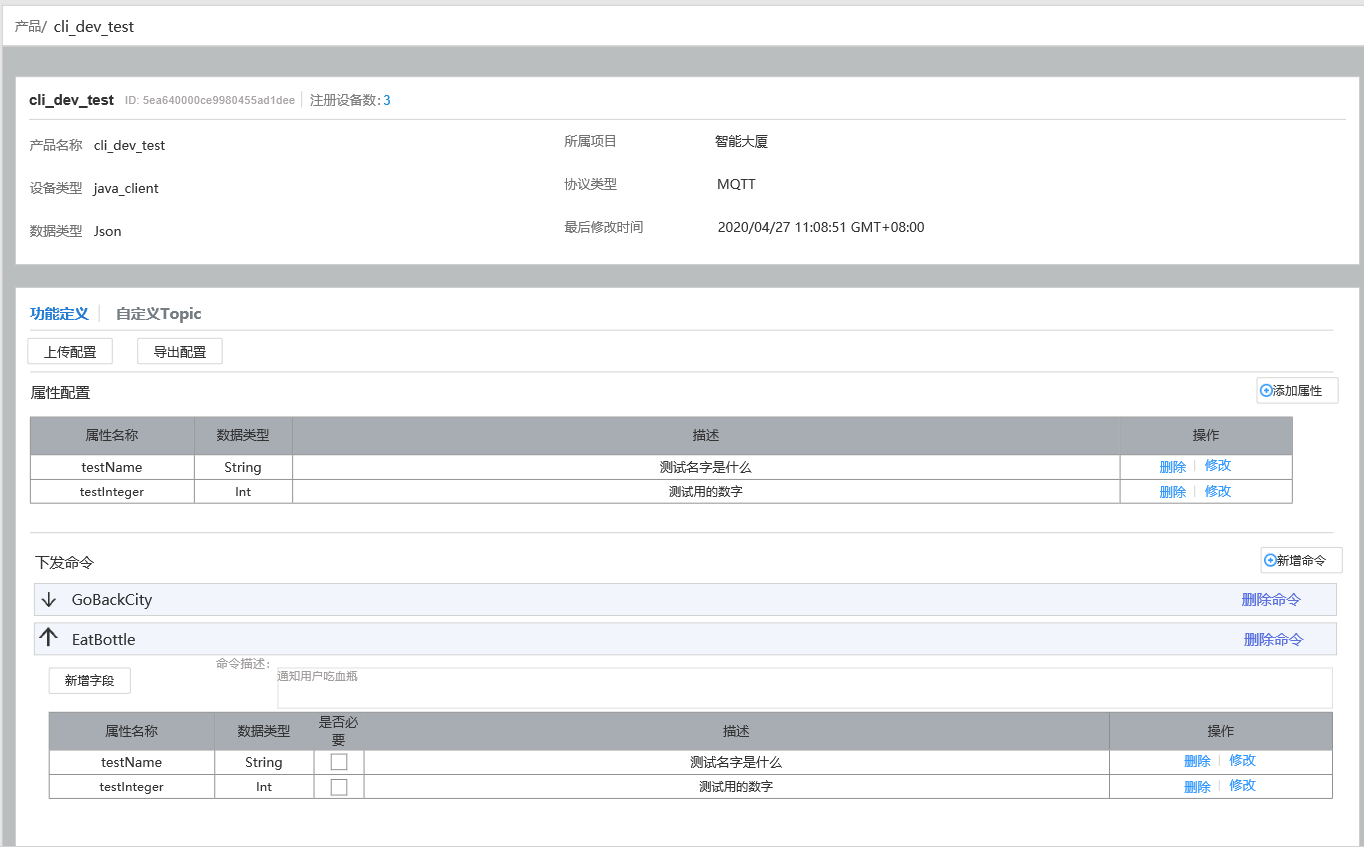 产品/ cli_dev_test
cli_dev_test ID: 5ea640000ce9980455ad1dee 注册设备数: 3
产品名称 cli_dev_test 所属项目 智能大厦
设备类型 java_client 协议类型 MQTT
数据类型 Json 最后修改时间 2020/04/27 11:08:51 GMT+08:00
功能定义 自定义Topic
上传配置 导出配置
属性配置 添加属性
属性名称 数据类型 描述 操作
testName String 测试名字是什么 删除 修改
testInteger Int 测试用的数字 删除 修改
下发命令 新增命令
GoBackCity 删除命令
EatBottle 删除命令
新增字段 命令描述: 通知用户吃血瓶
属性名称 数据类型 是否必要 描述 操作
testName String 测试名字是什么 删除 修改
testInteger Int 测试用的数字 删除 修改